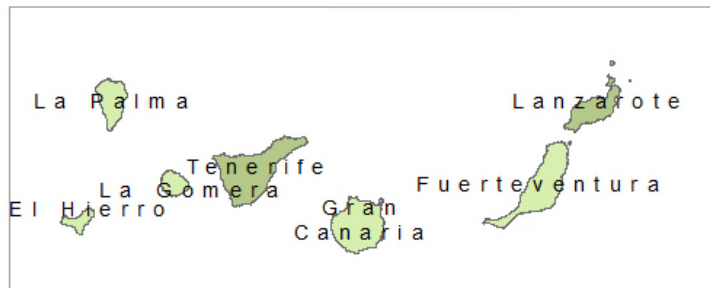 La Palma
Lanzarote
Tenerife
La Gomera
Fuerteventura
El Hierro
Gran
Canaria